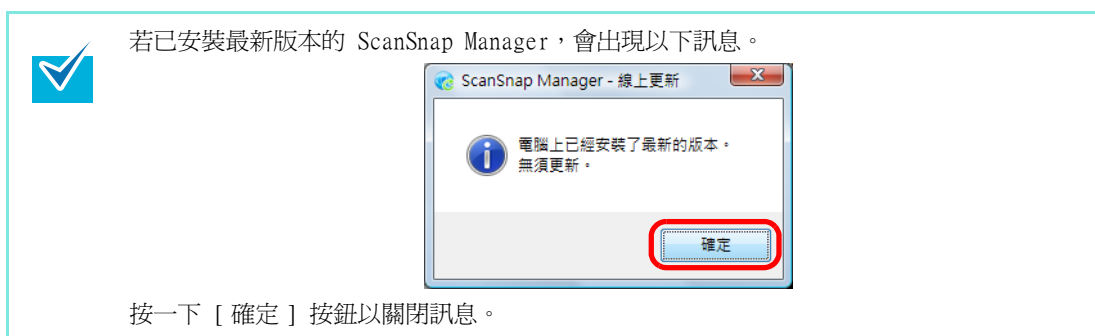 若已安裝最新版本的 ScanSnap Manager，會出現以下訊息。
ScanSnap Manager - 線上更新
電腦上已經安裝了最新的版本。
無須更新。
確定
按一下 [ 確定 ] 按鈕以關閉訊息。